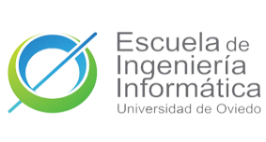 Escuela de
Ingeniería
Informática
Universidad de Oviedo